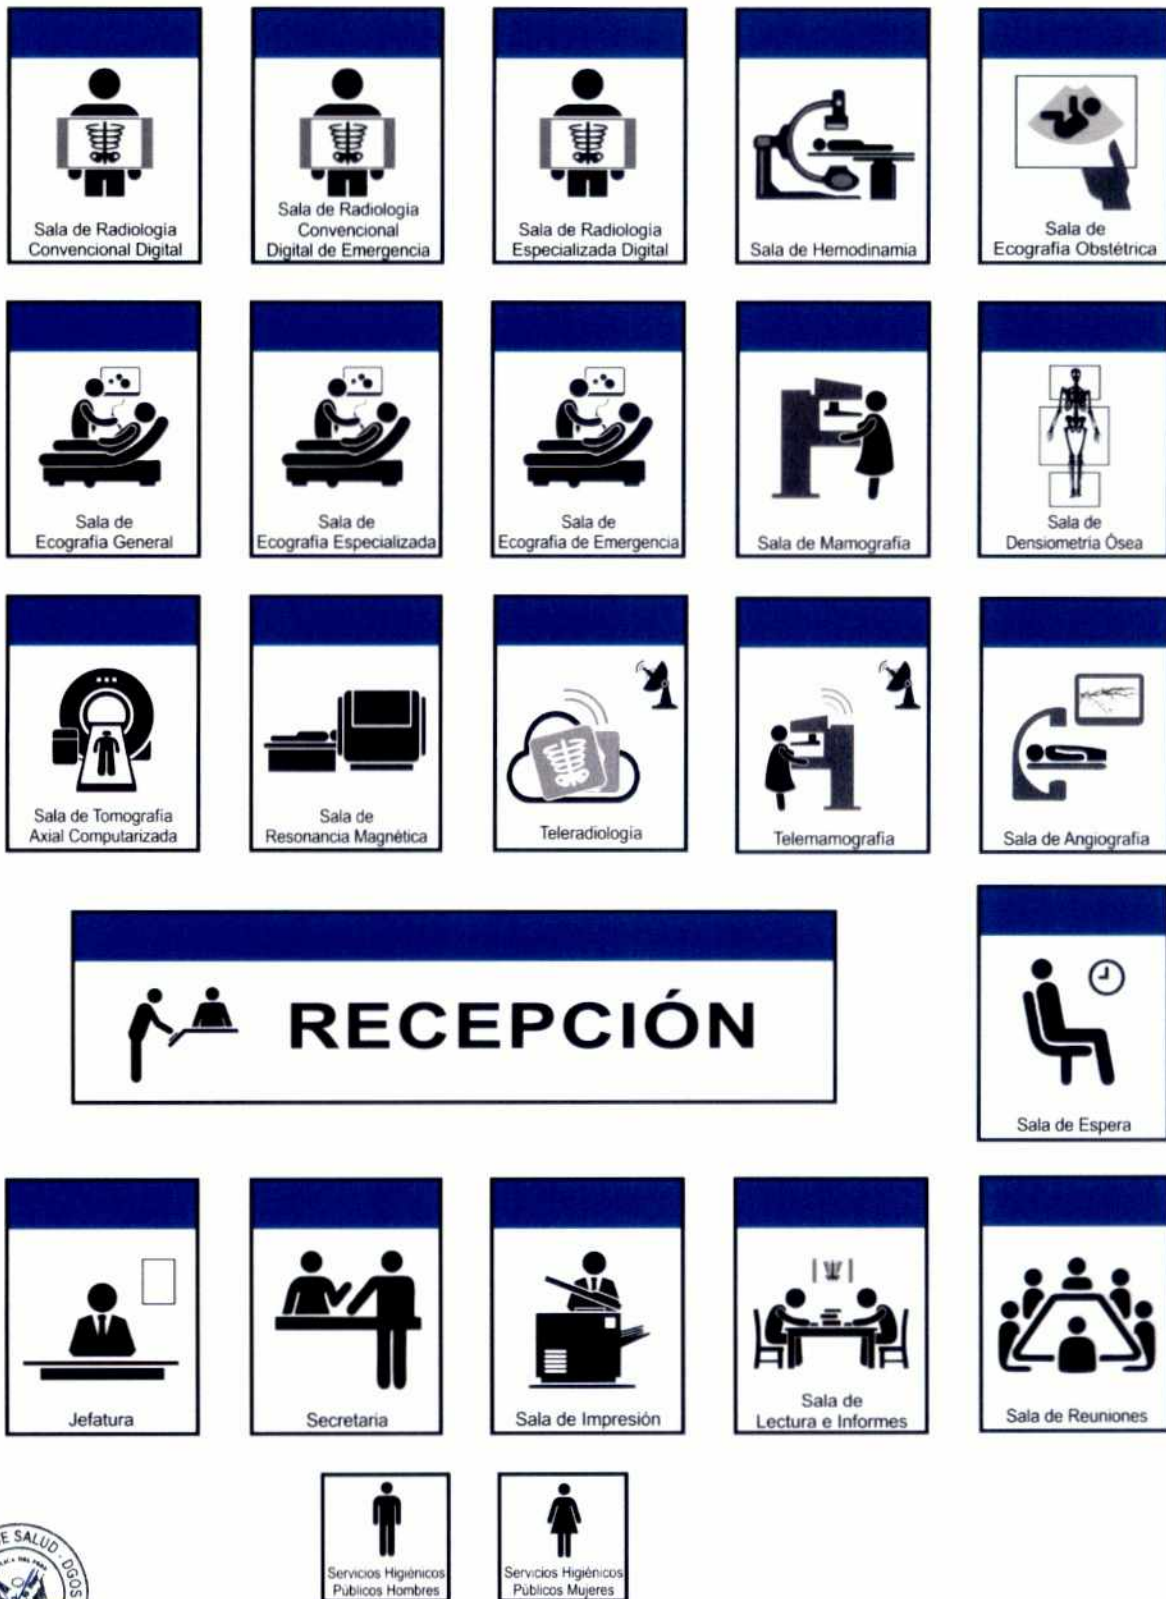 Sala de Radiología
Convencional Digital
Sala de Radiología
Convencional
Digital de Emergencia
Sala de Radiología
Especializada Digital
Sala de Hemodinamia
Sala de
Ecografía Obstétrica
Sala de
Ecografía General
Sala de
Ecografía Especializada
Sala de
Ecografía de Emergencia
Sala de Mamografía
Sala de
Densiometria Ósea
Sala de Tomografía
Axial Computarizada
Sala de
Resonancia Magnética
Teleradiología
Telemamografía
Sala de Angiografía
RECEPCIÓN
Sala de Espera
Jefatura
Secretaria
Sala de Impresión
Sala de
Lectura e Informes
Sala de Reuniones
Servicios Higiénicos
Públicos Hombres
Servicios Higiénicos
Públicos Mujeres
E SALUD - DGOS